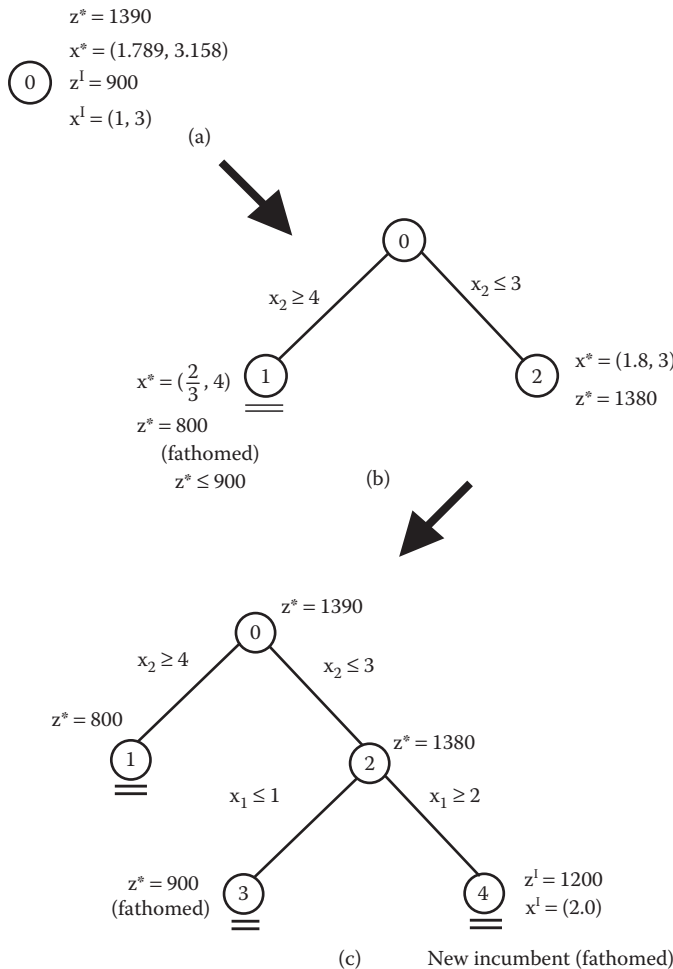 z* = 1390
x* = (1.789, 3.158)
0
z^I = 900
x^I = (1, 3)
(a)
0
x₂ ≥ 4
x₂ ≤ 3
x* = (2/3, 4)
1
2
x* = (1.8, 3)
z* = 800
z* = 1380
(fathomed)
z* ≤ 900
(b)
0
z* = 1390
x₂ ≥ 4
x₂ ≤ 3
z* = 800
z* = 1380
1
2
x₁ ≤ 1
x₁ ≥ 2
z* = 900
(fathomed)
3
4
z^I = 1200
x^I = (2.0)
(c)
New incumbent (fathomed)